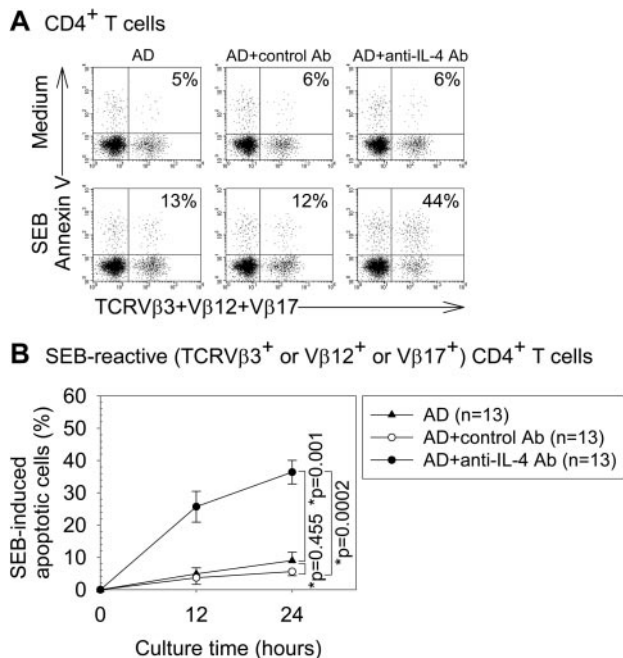 A CD4+ T cells
AD
AD+control Ab
AD+anti-IL-4 Ab
Medium
5%
6%
6%
SEB
Annexin V
13%
12%
44%
TCRVβ3+Vβ12+Vβ17
B SEB-reactive (TCRVβ3+ or Vβ12+ or Vβ17+) CD4+ T cells
SEB-induced
apoptotic cells (%)
60
50
40
30
20
10
0
0 12 24
Culture time (hours)
*p=0.001
*p=0.455
*p=0.0002
AD (n=13)
AD+control Ab (n=13)
AD+anti-IL-4 Ab (n=13)